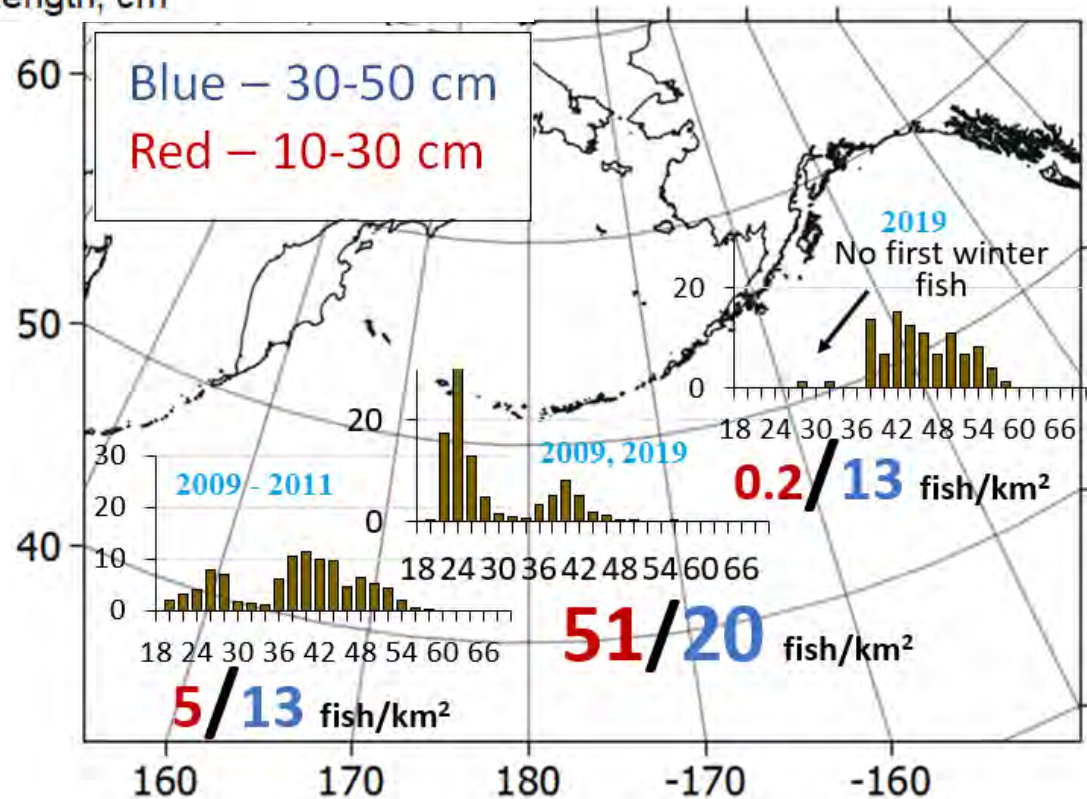 Blue – 30-50 cm
Red – 10-30 cm
60
50
40
2019
No first winter
fish
20
0
18 24 30 36 42 48 54 60 66
0.2/13 fish/km²
20
0
2009, 2019
18 24 30 36 42 48 54 60 66
51/20 fish/km²
30
20
10
0
2009 - 2011
18 24 30 36 42 48 54 60 66
5/13 fish/km²
160 170 180 -170 -160